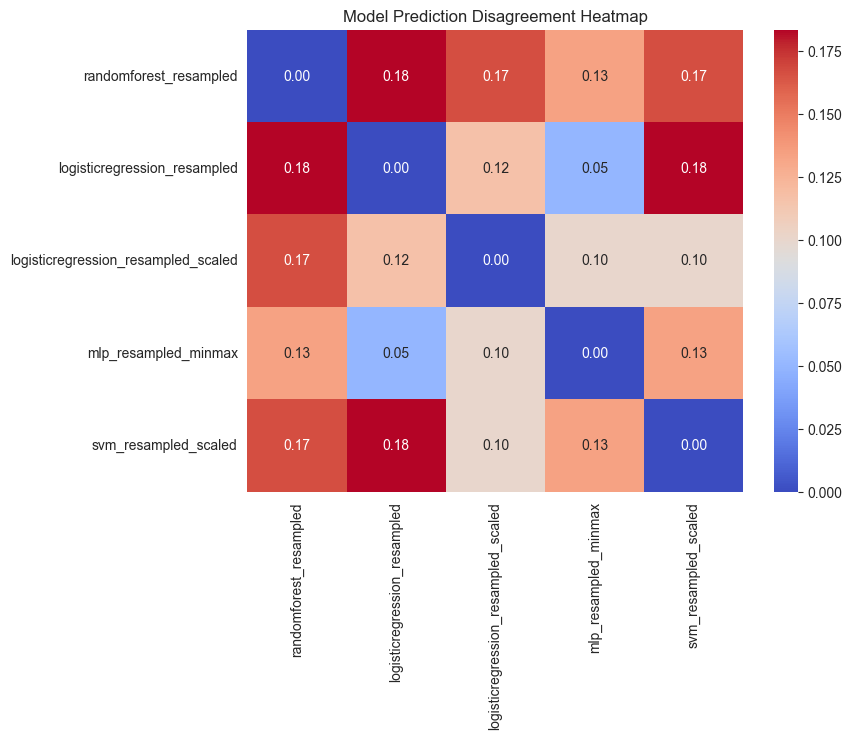 Model Prediction Disagreement Heatmap
randomforest_resampled 0.00 0.18 0.17 0.13 0.17
logisticregression_resampled 0.18 0.00 0.12 0.05 0.18
logisticregression_resampled_scaled 0.17 0.12 0.00 0.10 0.10
mlp_resampled_minmax 0.13 0.05 0.10 0.00 0.13
svm_resampled_scaled 0.17 0.18 0.10 0.13 0.00
randomforest_resampled
logisticregression_resampled
logisticregression_resampled_scaled
mlp_resampled_minmax
svm_resampled_scaled
0.175
0.150
0.125
0.100
0.075
0.050
0.025
0.000